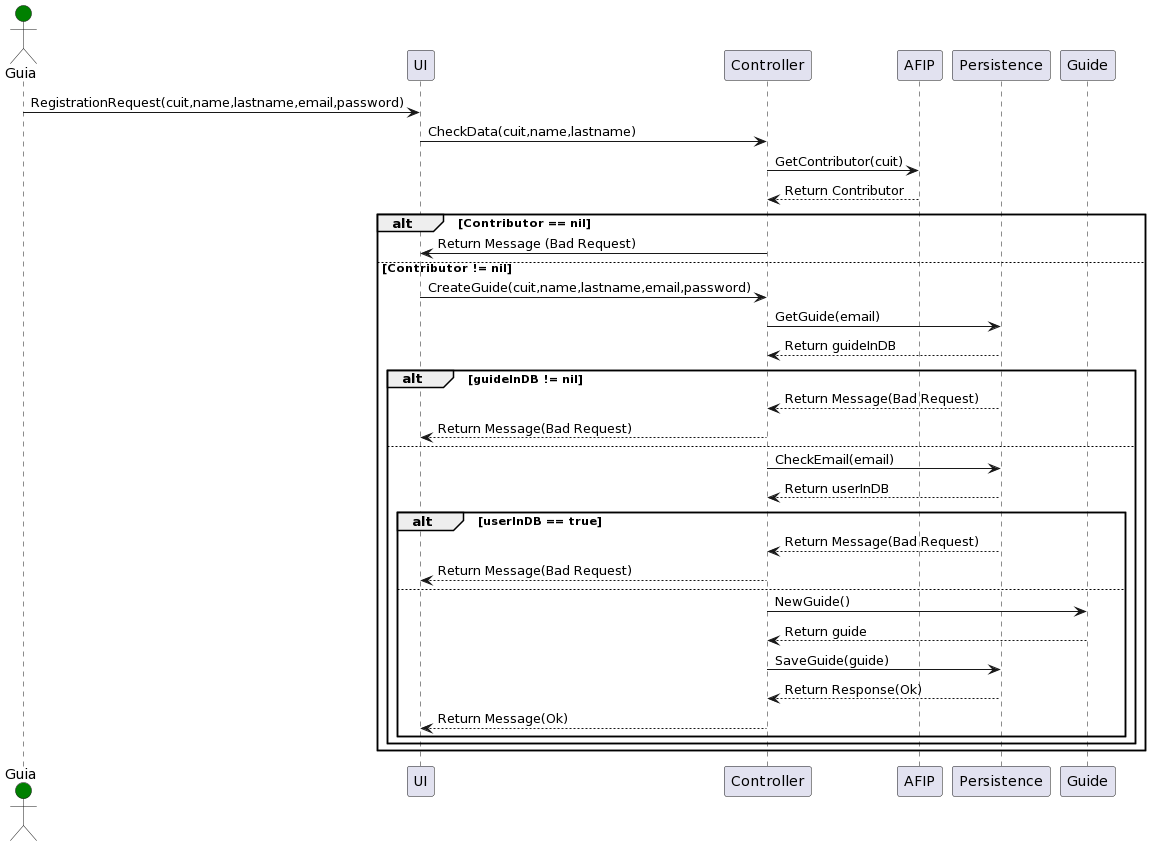 Guia
UI
Controller
AFIP
Persistence
Guide
RegistrationRequest(cuit,name,lastname,email,password)
CheckData(cuit,name,lastname)
GetContributor(cuit)
Return Contributor
alt [Contributor == nil]
Return Message (Bad Request)
[Contributor != nil]
CreateGuide(cuit,name,lastname,email,password)
GetGuide(email)
Return guideInDB
alt [guideInDB != nil]
Return Message(Bad Request)
Return Message(Bad Request)
CheckEmail(email)
Return userInDB
alt [userInDB == true]
Return Message(Bad Request)
Return Message(Bad Request)
NewGuide()
Return guide
SaveGuide(guide)
Return Response(Ok)
Return Message(Ok)
Guia
UI
Controller
AFIP
Persistence
Guide